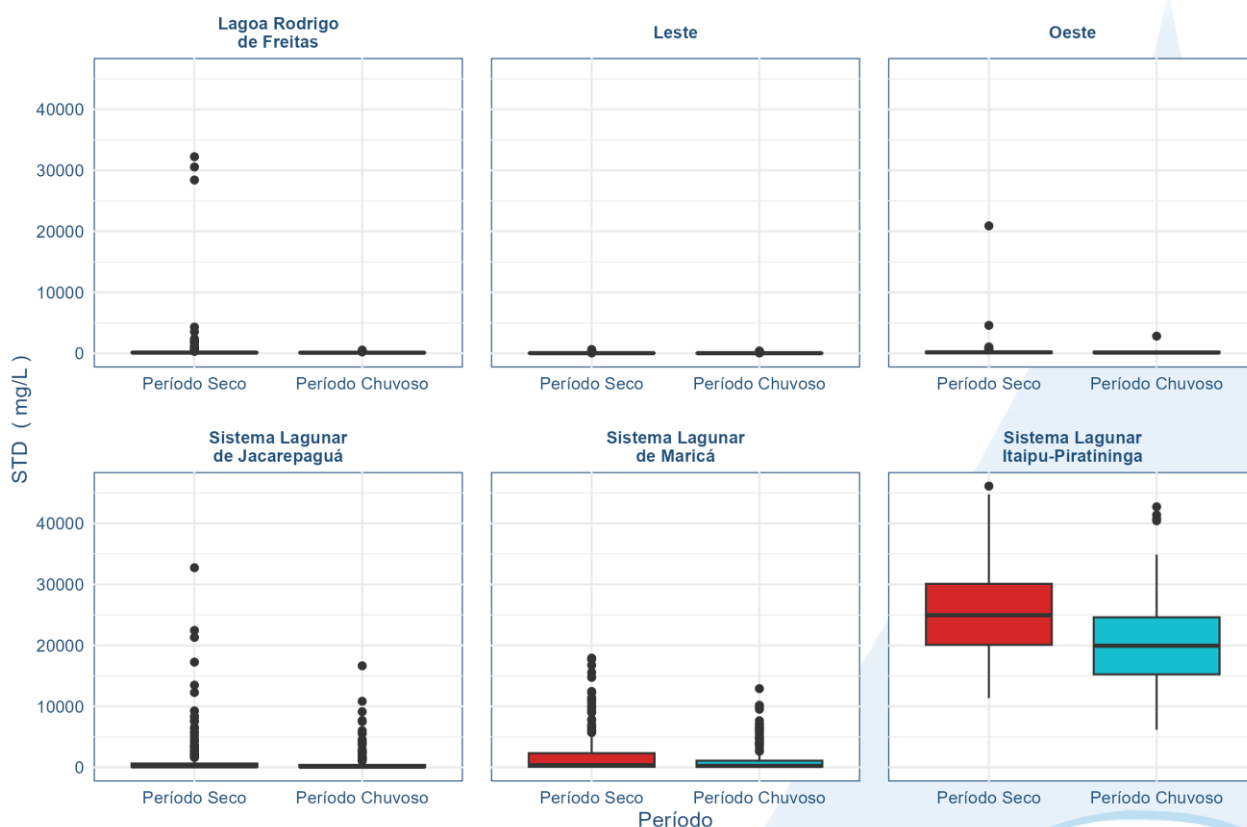 Lagoa Rodrigo
de Freitas
Leste
Oeste
40000
30000
20000
10000
0
Período Seco
Período Chuvoso
Período Seco
Período Chuvoso
Período Seco
Período Chuvoso
STD ( mg/L )
Sistema Lagunar
de Jacarepaguá
Sistema Lagunar
de Maricá
Sistema Lagunar
Itaipu-Piratininga
40000
30000
20000
10000
0
Período Seco
Período Chuvoso
Período Seco
Período Chuvoso
Período Seco
Período Chuvoso
Período